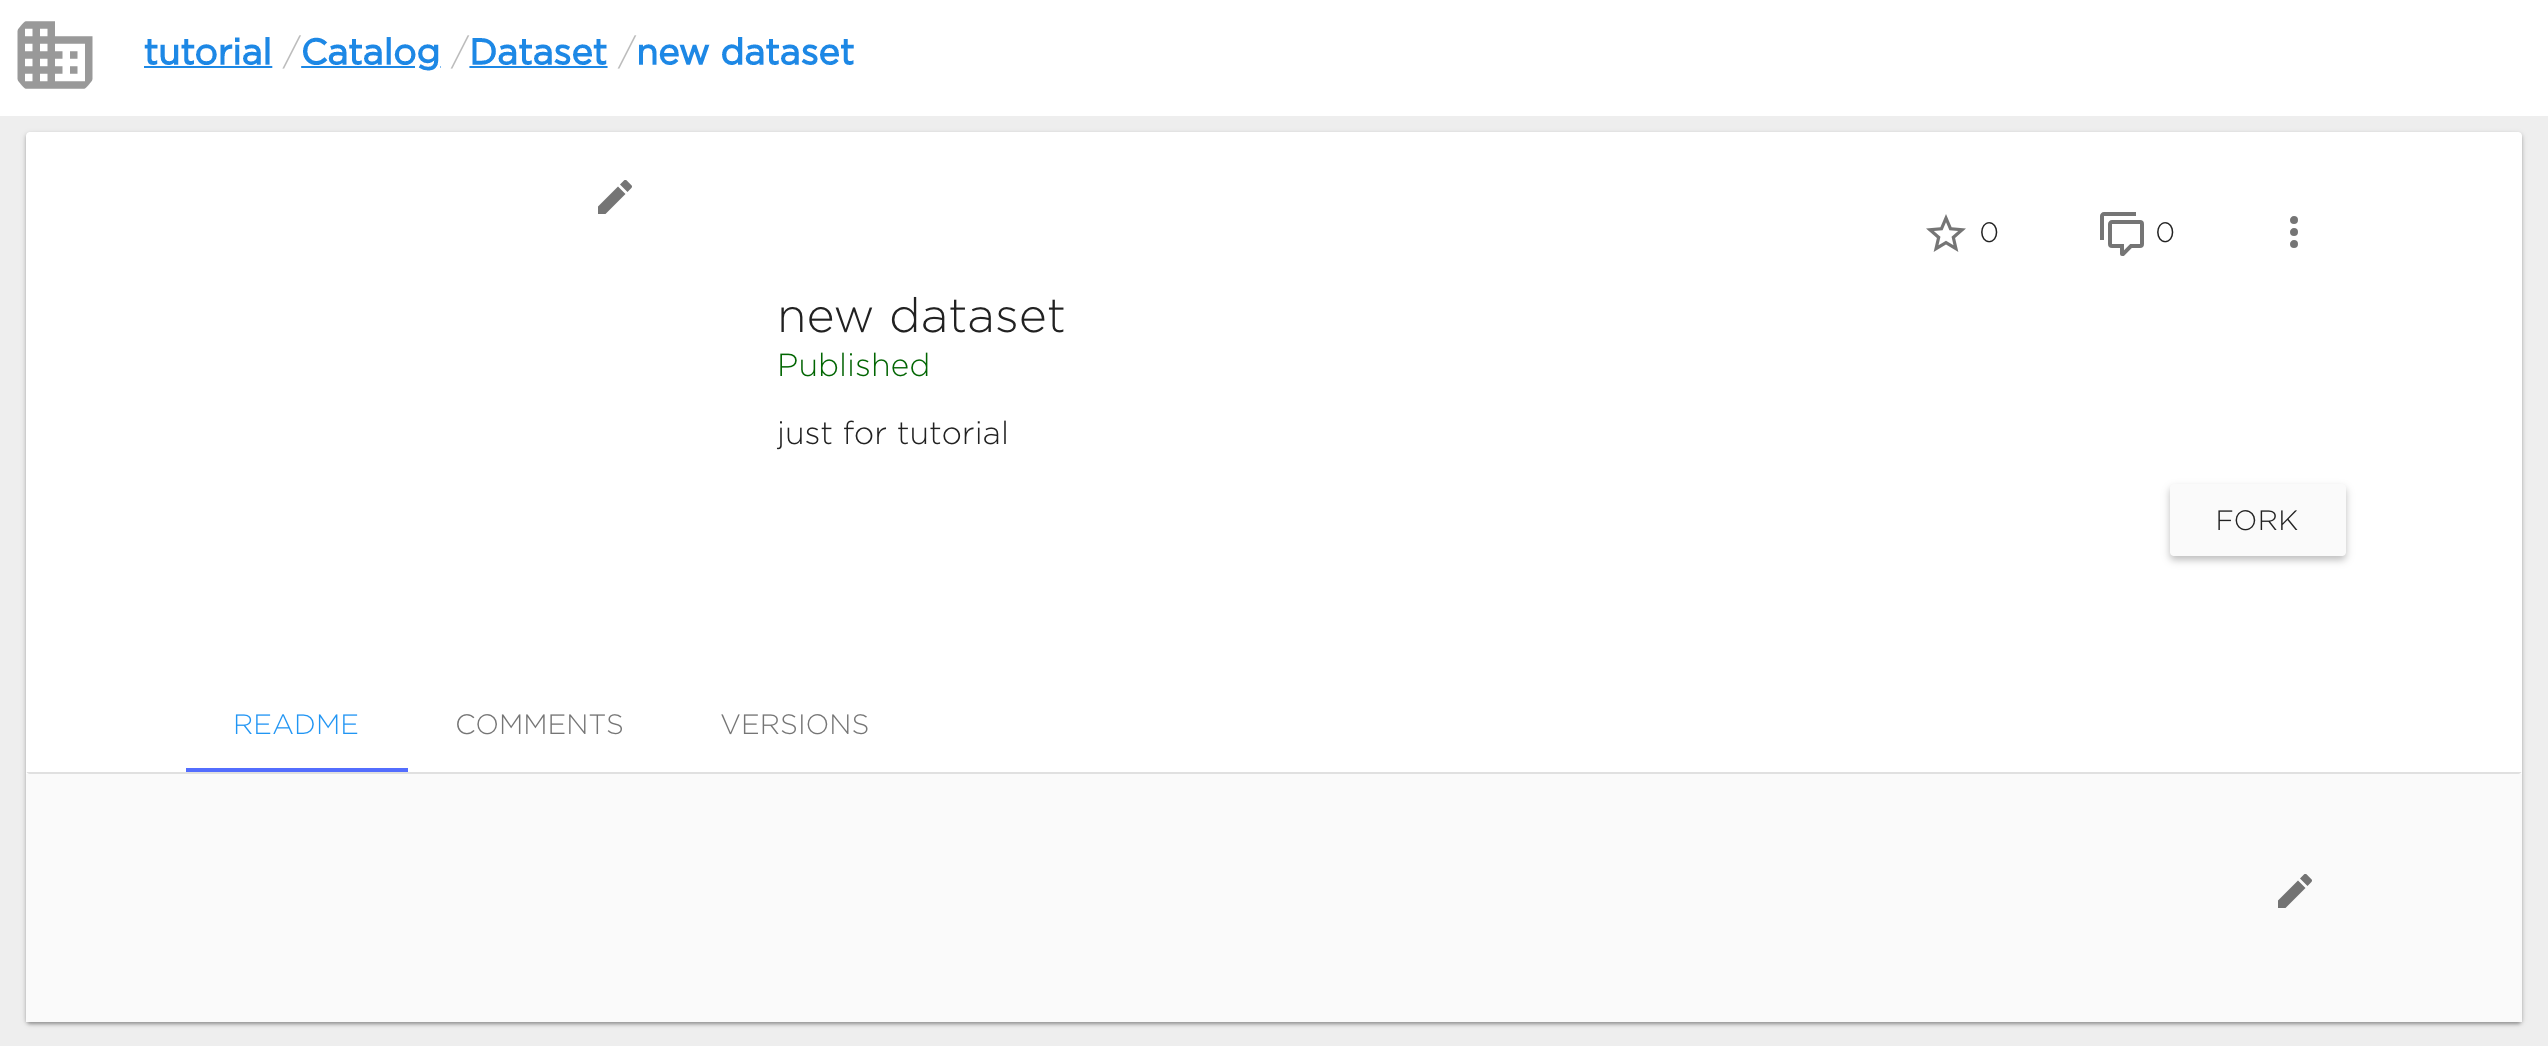 tutorial /Catalog /Dataset /new dataset
0
0
new dataset
Published
just for tutorial
FORK
README
COMMENTS
VERSIONS